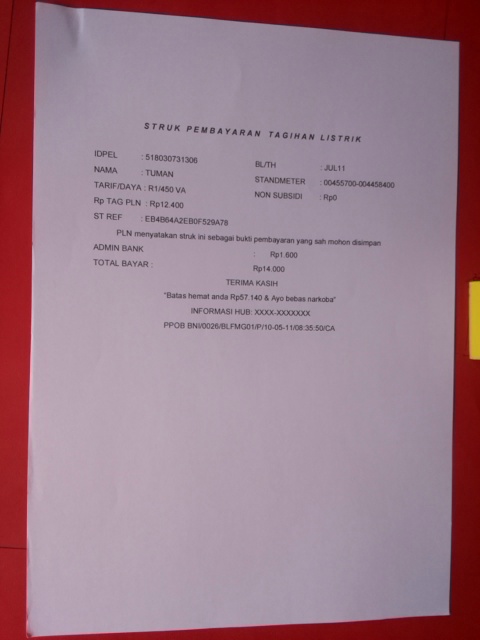 STRUK PEMBAYARAN TAGIHAN LISTRIK
IDPEL : 518030731306 BL/TH : JUL11
NAMA : TUMAN STANDMETER : 00455700-004458400
TARIF/DAYA : R1/450 VA NON SUBSIDI : Rp0
Rp TAG PLN : Rp12.400
ST REF : EB4B64A2EB0F529A78
PLN menyatakan struk ini sebagai bukti pembayaran yang sah mohon disimpan
ADMIN BANK : Rp1.600
TOTAL BAYAR : Rp14.000
TERIMA KASIH
"Batas hemat anda Rp57.140 & Ayo bebas narkoba"
INFORMASI HUB: XXXX-XXXXXXX
PPOB BNI/0026/BLFMG01/P/10-05-11/08:35:50/CA